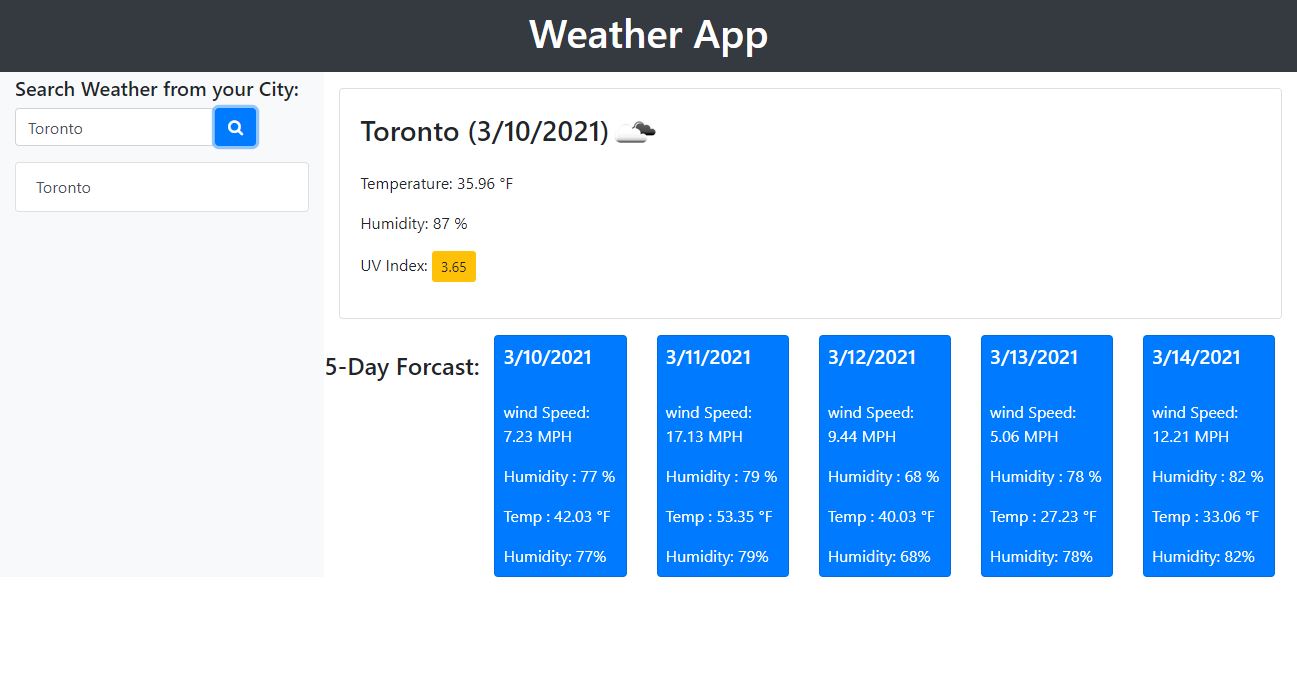 Weather App
Search Weather from your City:
Toronto
Toronto
Toronto (3/10/2021)
Temperature: 35.96 °F
Humidity: 87 %
UV Index: 3.65
5-Day Forcast:
3/10/2021
wind Speed:
7.23 MPH
Humidity : 77 %
Temp : 42.03 °F
Humidity: 77%
3/11/2021
wind Speed:
17.13 MPH
Humidity : 79 %
Temp : 53.35 °F
Humidity: 79%
3/12/2021
wind Speed:
9.44 MPH
Humidity : 68 %
Temp : 40.03 °F
Humidity: 68%
3/13/2021
wind Speed:
5.06 MPH
Humidity : 78 %
Temp : 27.23 °F
Humidity: 78%
3/14/2021
wind Speed:
12.21 MPH
Humidity : 82 %
Temp : 33.06 °F
Humidity: 82%